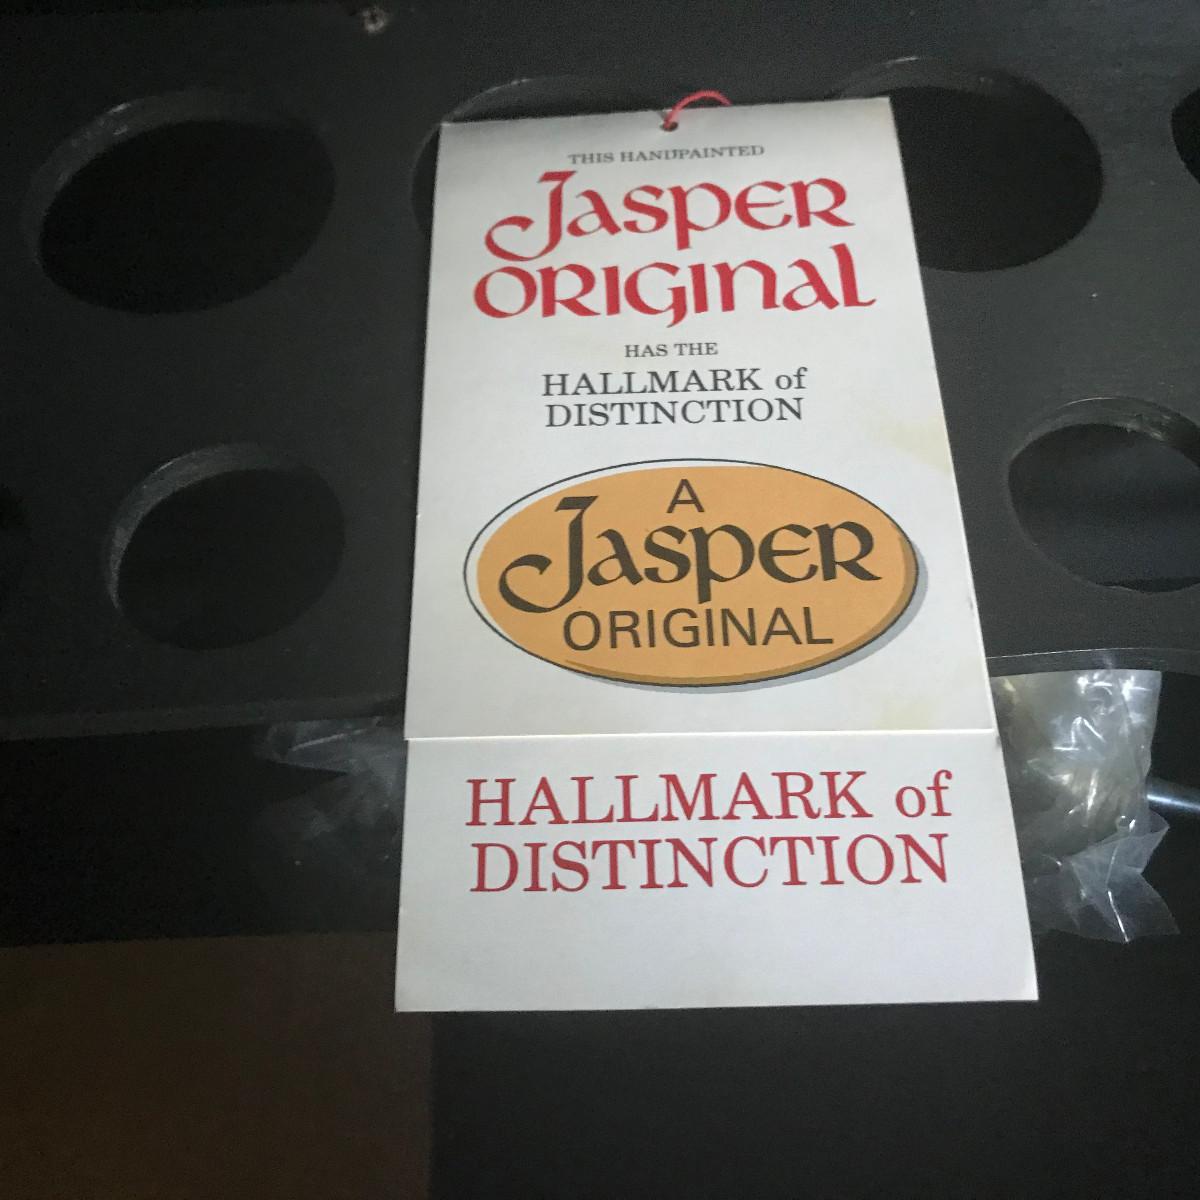 THIS HANDPAINTED
JASPER
ORIGINAL
HAS THE
HALLMARK of
DISTINCTION
A
JASPER
ORIGINAL
HALLMARK of
DISTINCTION